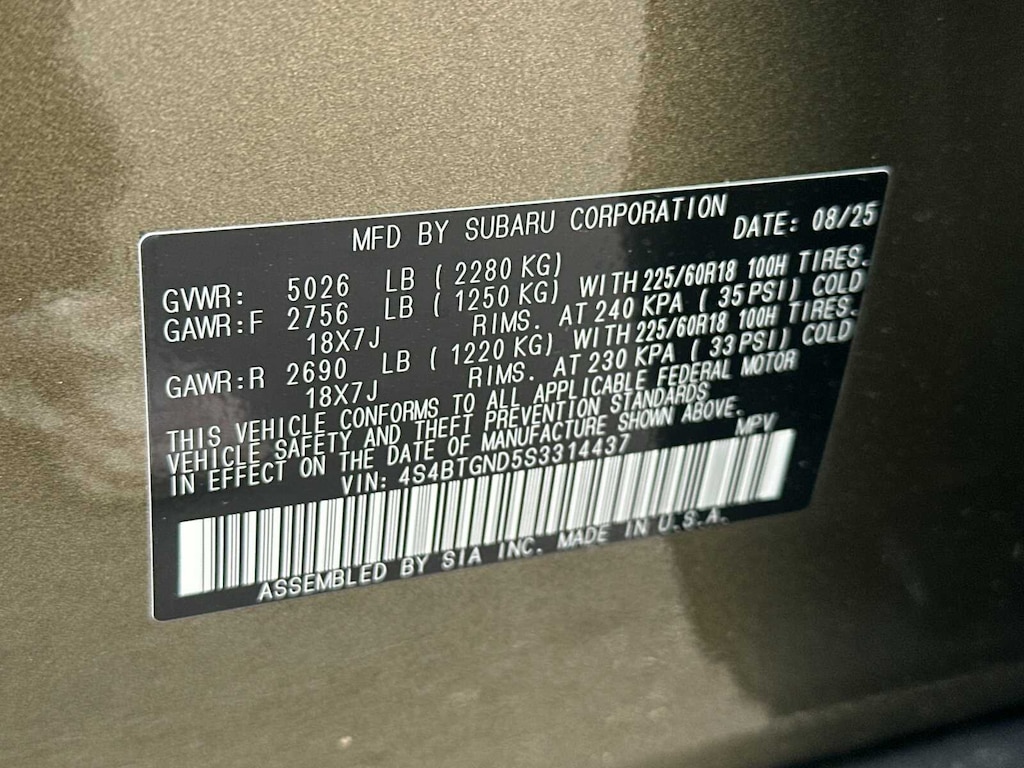 MFD BY SUBARU CORPORATION DATE: 08/25
GVWR: 5026 LB ( 2280 KG)
GAWR:F 2756 LB ( 1250 KG) WITH 225/60R18 100H TIRES.
18X7J RIMS. AT 240 KPA ( 35 PSI) COLD
GAWR:R 2690 LB ( 1220 KG) WITH 225/60R18 100H TIRES.
18X7J RIMS. AT 230 KPA ( 33 PSI) COLD
THIS VEHICLE CONFORMS TO ALL APPLICABLE FEDERAL MOTOR
VEHICLE SAFETY AND THEFT PREVENTION STANDARDS
IN EFFECT ON THE DATE OF MANUFACTURE SHOWN ABOVE.
VIN: 4S4BTGND5S3314437 MPV
ASSEMBLED BY SIA INC. MADE IN U.S.A.